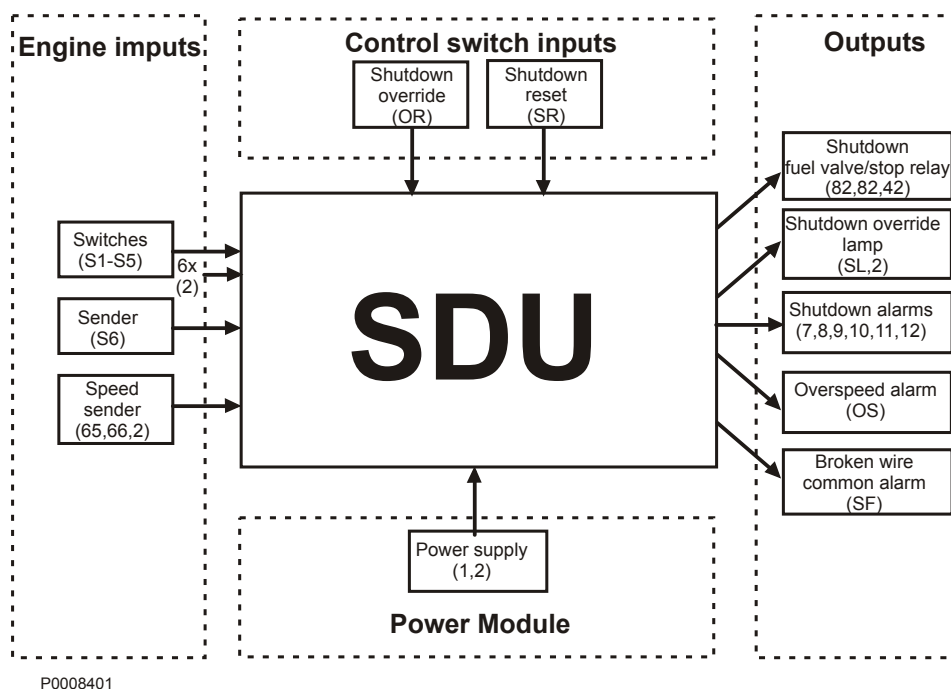 Engine imputs
Control switch inputs
Outputs
Shutdown
override
(OR)
Shutdown
reset
(SR)
Switches
(S1-S5)
6x
(2)
Sender
(S6)
Speed
sender
(65,66,2)
SDU
Shutdown
fuel valve/stop relay
(82,82,42)
Shutdown override
lamp
(SL,2)
Shutdown alarms
(7,8,9,10,11,12)
Overspeed alarm
(OS)
Broken wire
common alarm
(SF)
Power supply
(1,2)
Power Module
P0008401